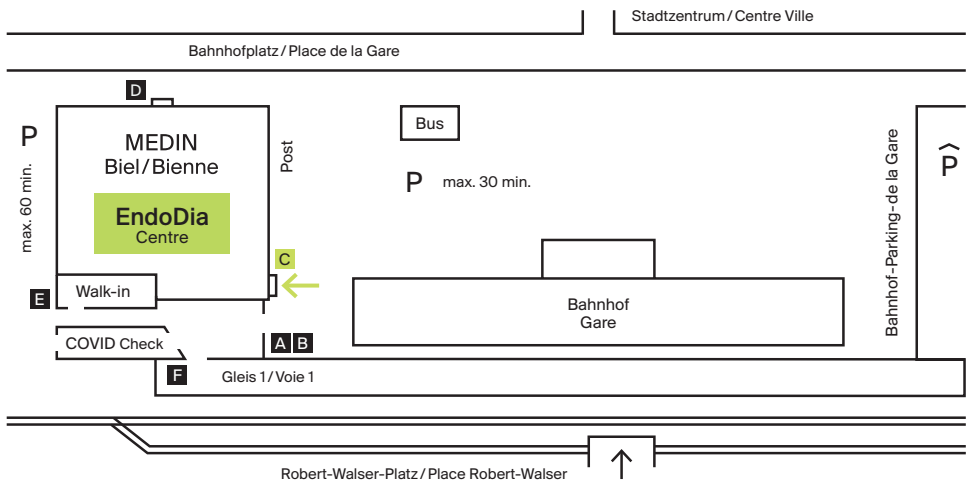 Stadtzentrum / Centre Ville
Bahnhofplatz / Place de la Gare
D
P
max. 60 min.
MEDIN
Biel / Bienne
EndoDia
Centre
Post
Bus
P max. 30 min.
Bahnhof-Parking-de la Gare
P
C
E
Walk-in
Bahnhof
Gare
COVID Check
A B
F
Gleis 1 / Voie 1
Robert-Walser-Platz / Place Robert-Walser